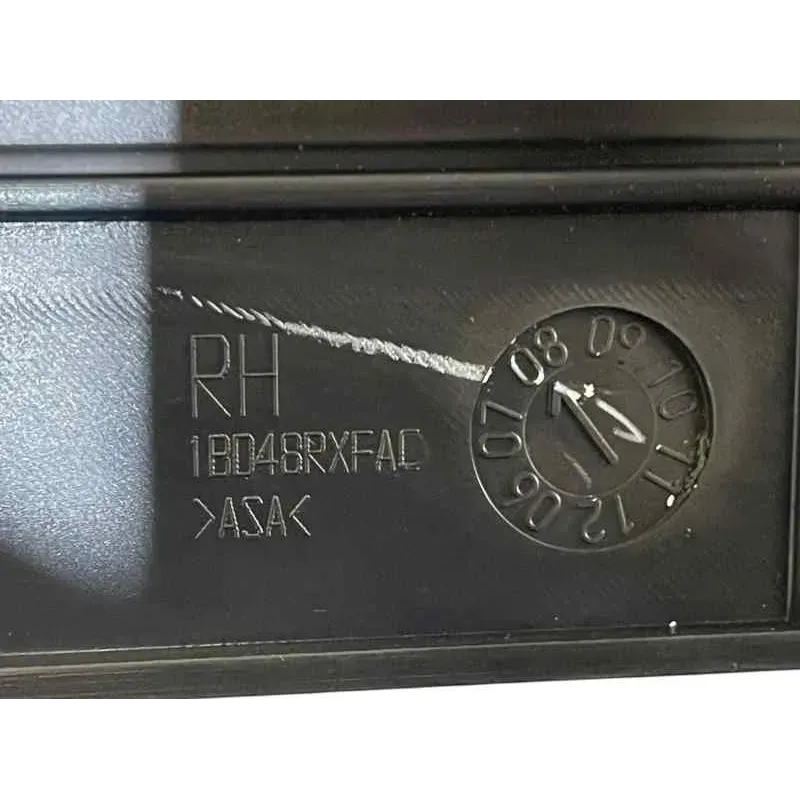 RH
1BD48RXFAC
>ASA<
06 07 08 09 10 11 12